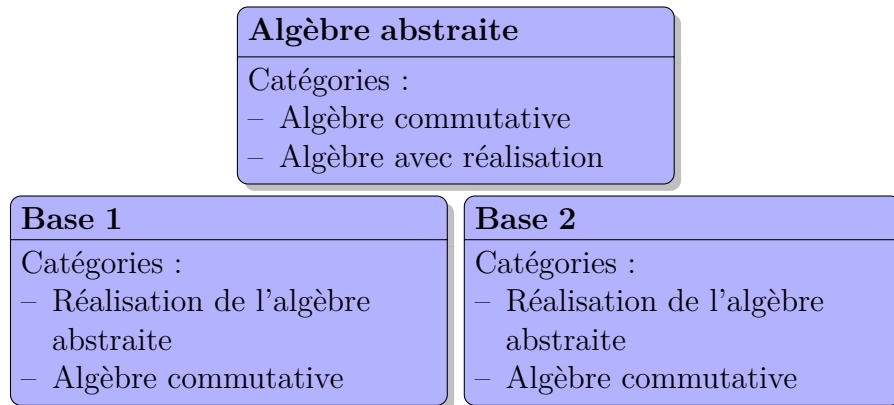 Algèbre abstraite
Catégories :
– Algèbre commutative
– Algèbre avec réalisation
Base 1
Catégories :
– Réalisation de l'algèbre
abstraite
– Algèbre commutative
Base 2
Catégories :
– Réalisation de l'algèbre
abstraite
– Algèbre commutative